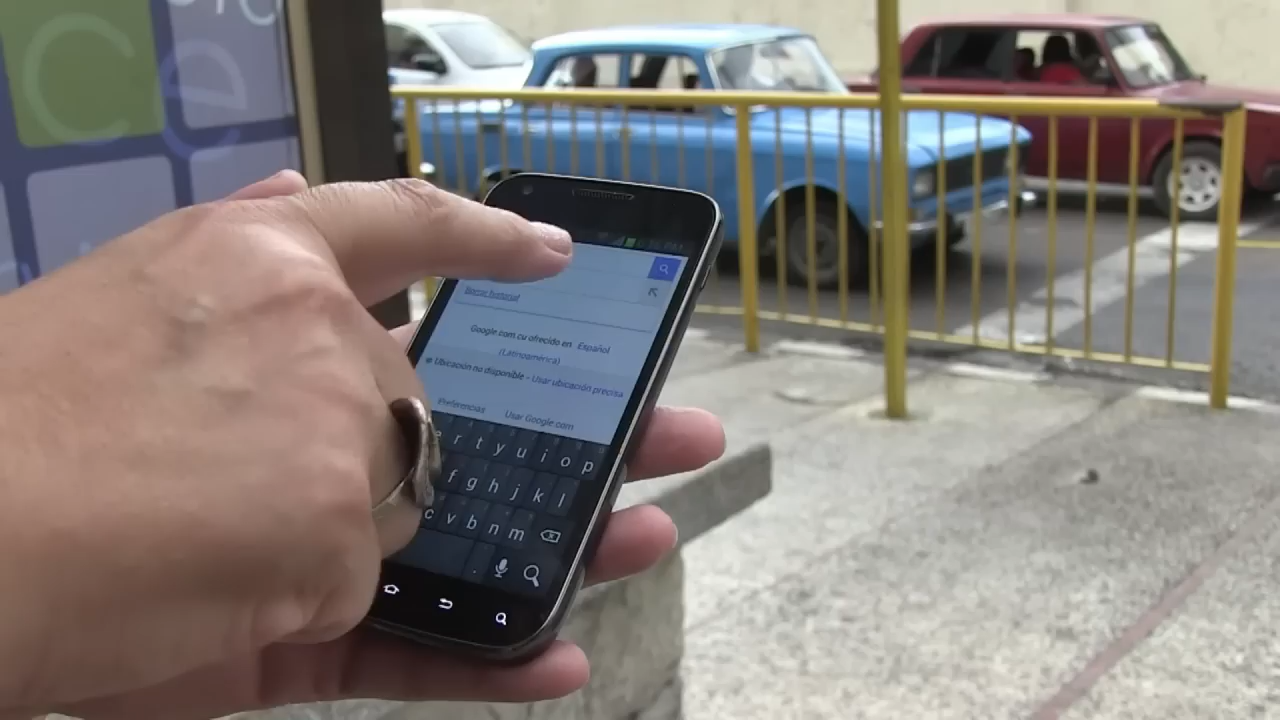 ce
Borrar historial
Google.com.cu ofrecido en Español
(Latinoamérica)
Ubicación no disponible - Usar ubicación precisa
Preferencias Usar Google.com
e r t y u i o p
f g h j k l
c v b n m
.